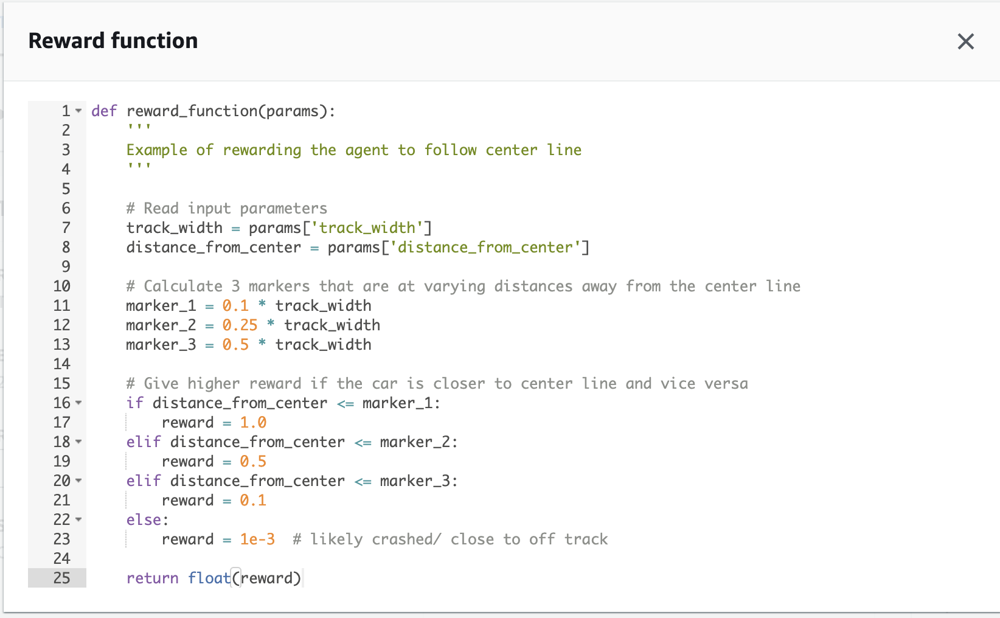 Reward function
1 def reward_function(params):
2 '''
3 Example of rewarding the agent to follow center line
4 '''
5
6 # Read input parameters
7 track_width = params['track_width']
8 distance_from_center = params['distance_from_center']
9
10 # Calculate 3 markers that are at varying distances away from the center line
11 marker_1 = 0.1 * track_width
12 marker_2 = 0.25 * track_width
13 marker_3 = 0.5 * track_width
14
15 # Give higher reward if the car is closer to center line and vice versa
16 if distance_from_center <= marker_1:
17 reward = 1.0
18 elif distance_from_center <= marker_2:
19 reward = 0.5
20 elif distance_from_center <= marker_3:
21 reward = 0.1
22 else:
23 reward = 1e-3  # likely crashed/ close to off track
24
25 return float(reward)